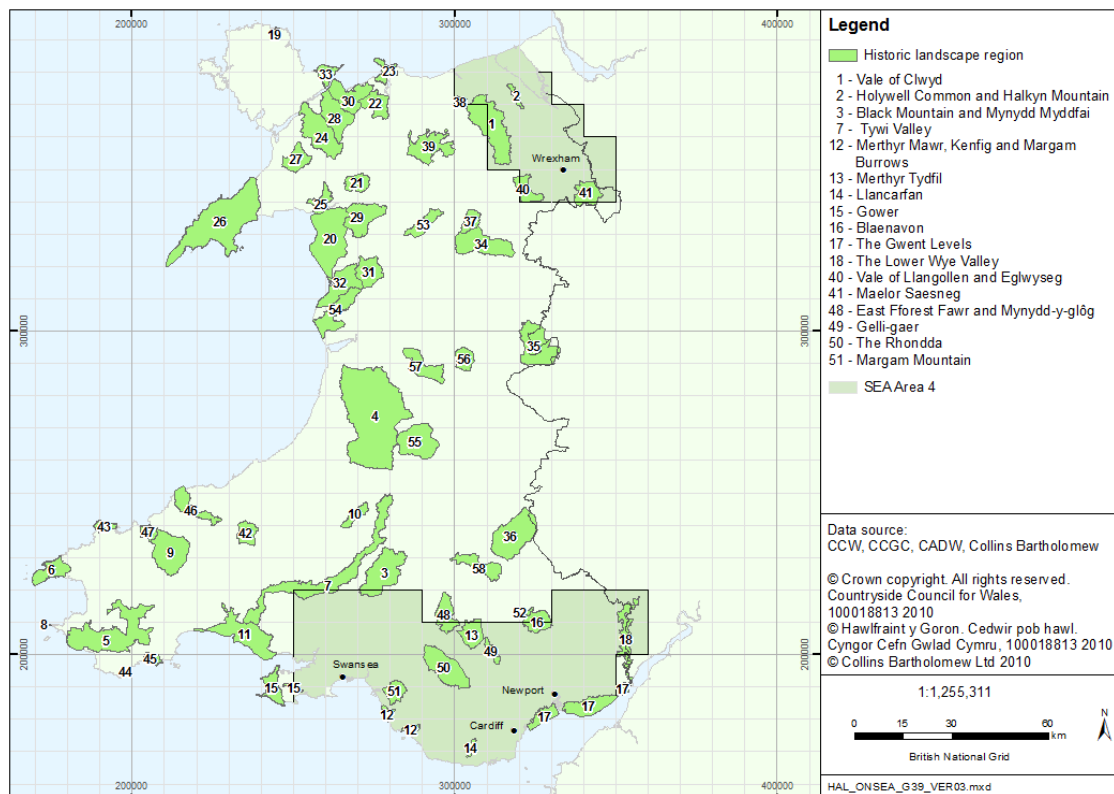 200000
300000
400000
19
33
23
30
22
28
24
27
38
2
1
39
Wrexham
21
25
40
41
26
29
20
53
37
34
31
32
54
300000
300000
35
57
56
4
55
46
10
43
47
42
9
36
6
3
58
7
8
5
11
48
52
16
13
18
49
45
44
200000
200000
Swansea
50
15
15
51
Newport
17
12
17
17
12
Cardiff
14
200000
300000
400000
Legend
Historic landscape region
1 - Vale of Clwyd
2 - Holywell Common and Halkyn Mountain
3 - Black Mountain and Mynydd Myddfai
7 - Tywi Valley
12 - Merthyr Mawr, Kenfig and Margam
Burrows
13 - Merthyr Tydfil
14 - Llancarfan
15 - Gower
16 - Blaenavon
17 - The Gwent Levels
18 - The Lower Wye Valley
40 - Vale of Llangollen and Eglwyseg
41 - Maelor Saesneg
48 - East Fforest Fawr and Mynydd-y-glôg
49 - Gelli-gaer
50 - The Rhondda
51 - Margam Mountain
SEA Area 4
Data source:
CCW, CCGC, CADW, Collins Bartholomew
© Crown copyright. All rights reserved.
Countryside Council for Wales,
100018813 2010
© Hawlfraint y Goron. Cedwir pob hawl.
Cyngor Cefn Gwlad Cymru, 100018813 2010
© Collins Bartholomew Ltd 2010
1:1,255,311
N
0 15 30 60
km
British National Grid
HAL_ONSEA_G39_VER03.mxd